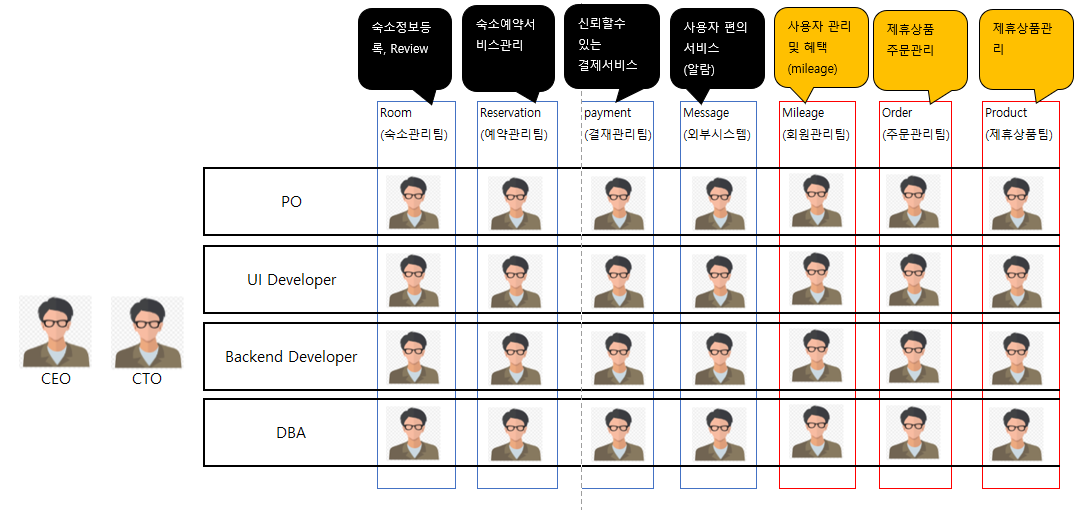 숙소정보등
록, Review
숙소예약서
비스관리
신뢰할수
있는
결제서비스
사용자 편의
서비스
(알람)
사용자 관리
및 혜택
(mileage)
제휴상품
주문관리
제휴상품관
리
Room
(숙소관리팀)
Reservation
(예약관리팀)
payment
(결재관리팀)
Message
(외부시스템)
Mileage
(회원관리팀)
Order
(주문관리팀)
Product
(제휴상품팀)
PO
UI Developer
Backend Developer
DBA
CEO
CTO